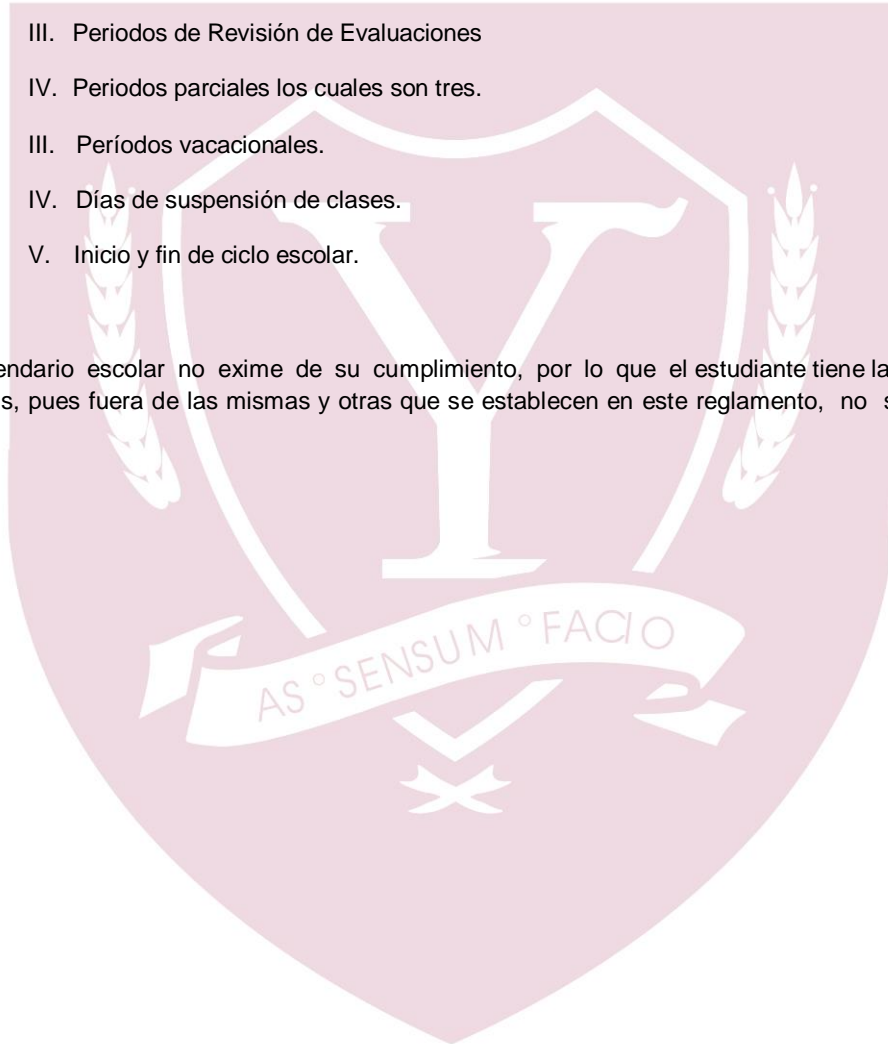 III. Periodos de Revisión de Evaluaciones
IV. Periodos parciales los cuales son tres.
III. Períodos vacacionales.
IV. Días de suspensión de clases.
V. Inicio y fin de ciclo escolar.
endario escolar no exime de su cumplimiento, por lo que el estudiante tiene la
s, pues fuera de las mismas y otras que se establecen en este reglamento, no s
Y
AS ° SENSUM ° FACIO